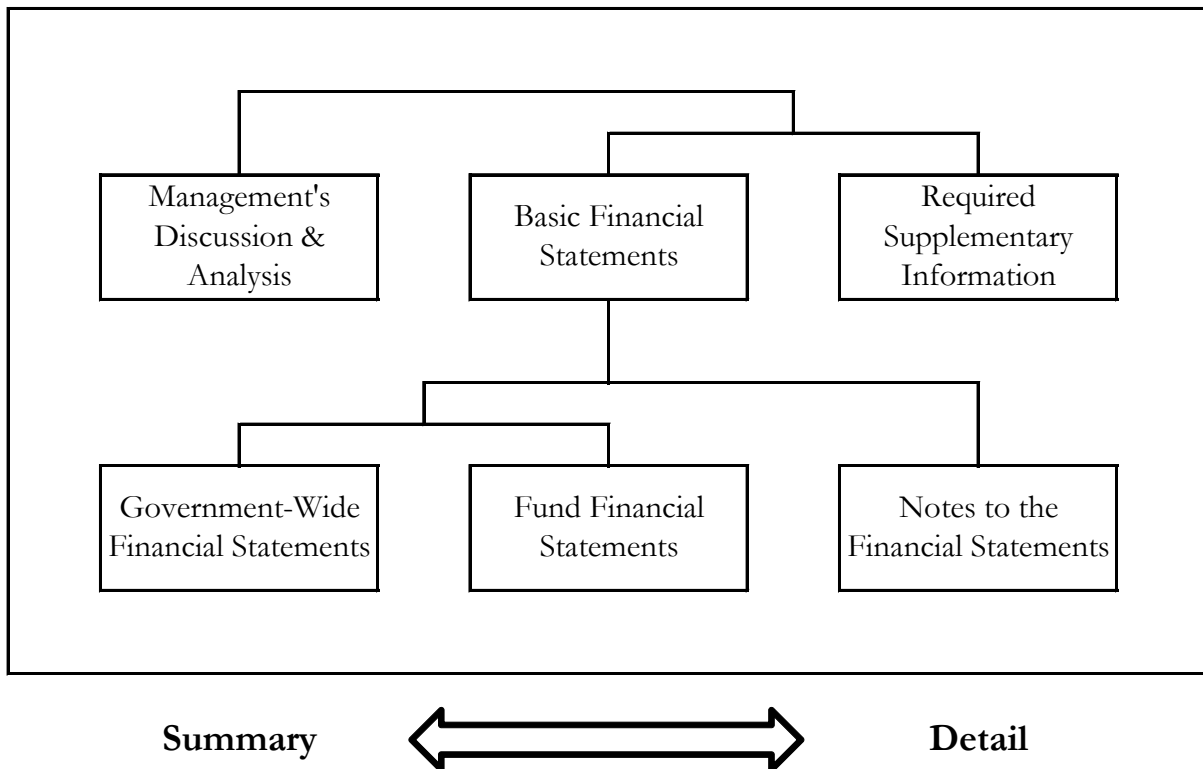 Management's
Discussion &
Analysis
Basic Financial
Statements
Required
Supplementary
Information
Government-Wide
Financial Statements
Fund Financial
Statements
Notes to the
Financial Statements
Summary
Detail